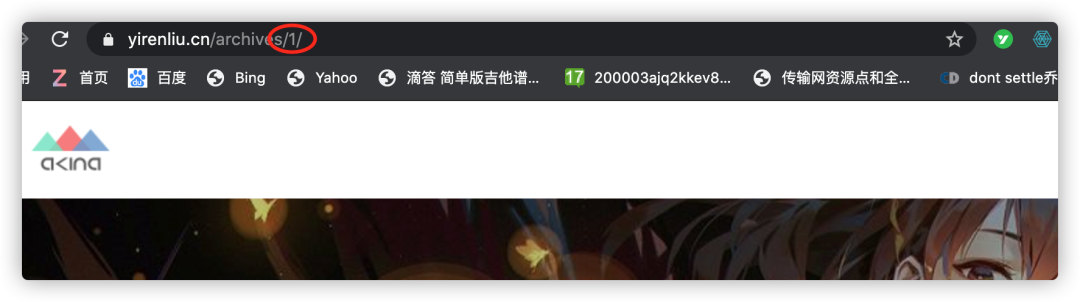 yirenliu.cn/archives/1/
用 Z 首页 百度 Bing Yahoo 滴答 简单版吉他谱... 17 200003ajq2kkev8... 传输网资源点和全... dont settle乔
akina